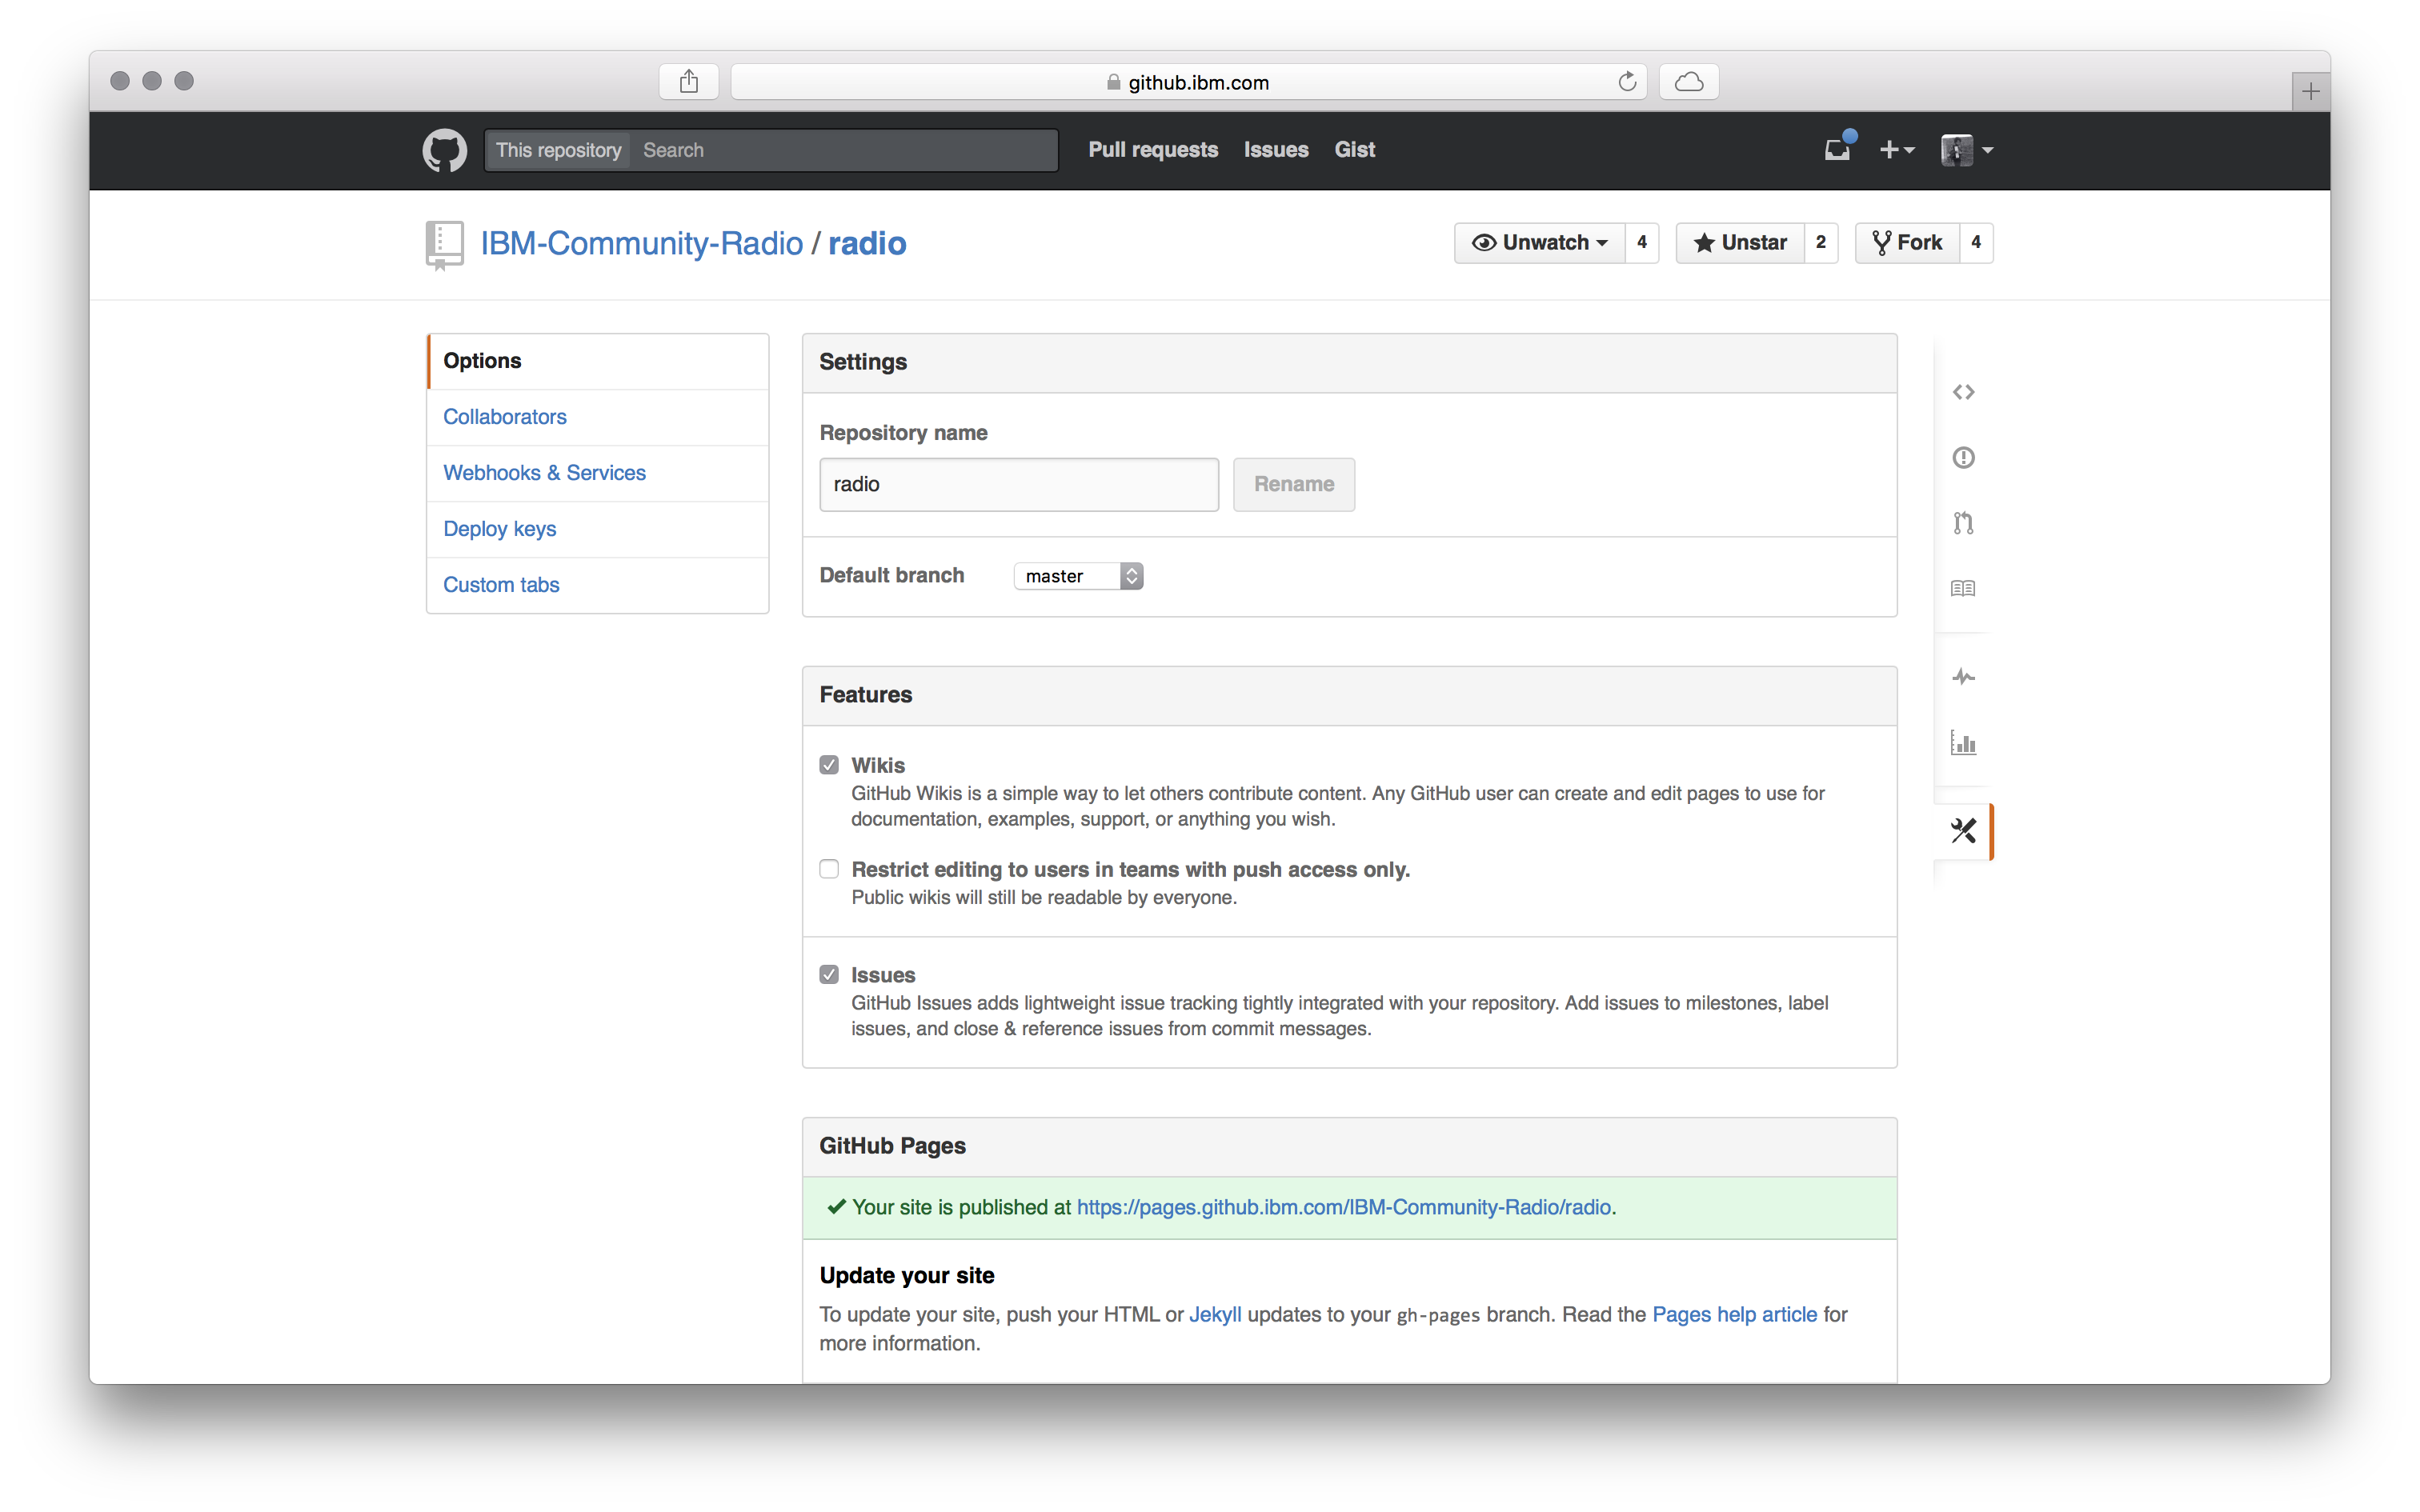 github.ibm.com
This repository Search Pull requests Issues Gist
IBM-Community-Radio / radio Unwatch 4 Unstar 2 Fork 4
Options
Collaborators
Webhooks & Services
Deploy keys
Custom tabs
Settings
Repository name
radio Rename
Default branch master
Features
Wikis
GitHub Wikis is a simple way to let others contribute content. Any GitHub user can create and edit pages to use for
documentation, examples, support, or anything you wish.
Restrict editing to users in teams with push access only.
Public wikis will still be readable by everyone.
Issues
GitHub Issues adds lightweight issue tracking tightly integrated with your repository. Add issues to milestones, label
issues, and close & reference issues from commit messages.
GitHub Pages
Your site is published at https://pages.github.ibm.com/IBM-Community-Radio/radio.
Update your site
To update your site, push your HTML or Jekyll updates to your gh-pages branch. Read the Pages help article for
more information.